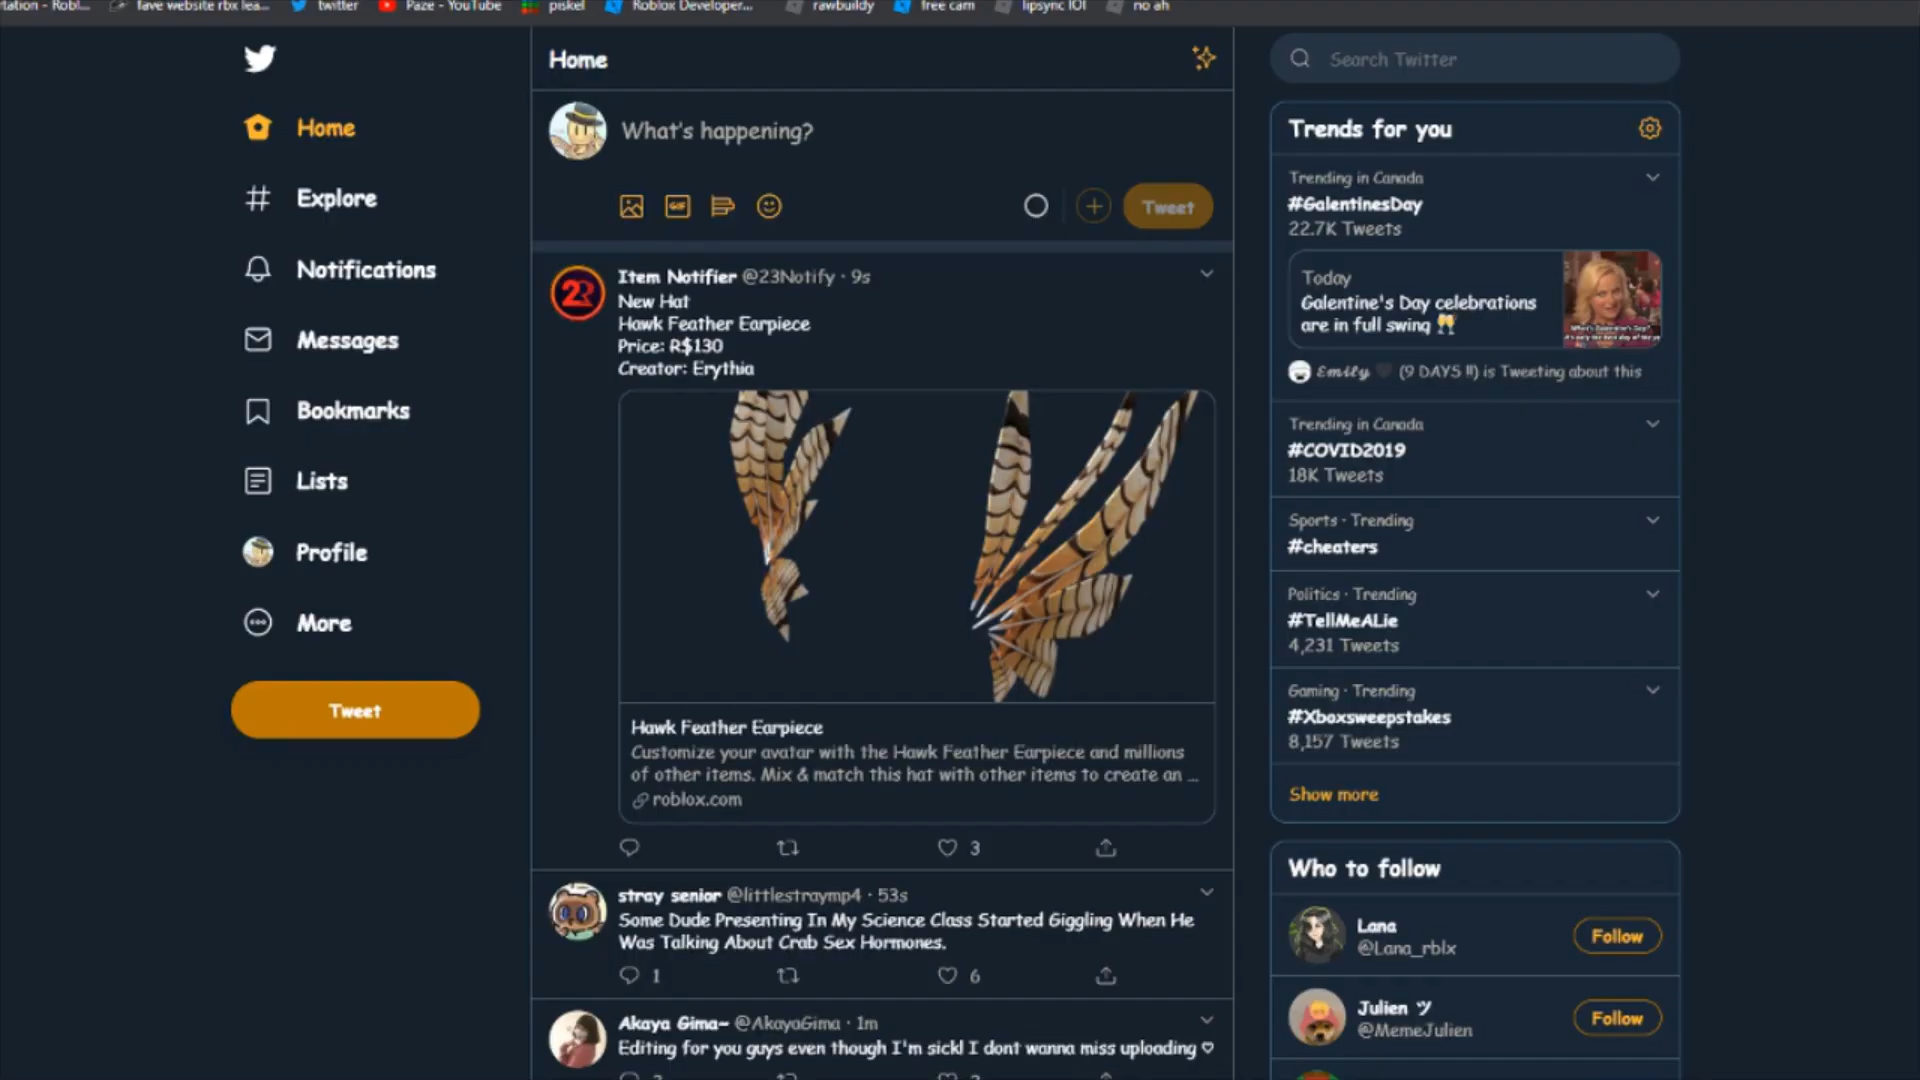 tation - Robl...
fave website rbx lea...
twitter
Paze - YouTube
piskel
Roblox Developer...
rawbuildy
free cam
lipsync lOl
no ah
Home
Explore
Notifications
Messages
Bookmarks
Lists
Profile
More
Tweet
Home
What's happening?
GIF
Tweet
Item Notifier @23Notify · 9s
New Hat
Hawk Feather Earpiece
Price: R$130
Creator: Erythia
Hawk Feather Earpiece
Customize your avatar with the Hawk Feather Earpiece and millions
of other items. Mix & match this hat with other items to create an ...
roblox.com
3
stray senior @littlestraymp4 · 53s
Some Dude Presenting In My Science Class Started Giggling When He
Was Talking About Crab Sex Hormones.
1 6
Akaya Gima~ @AkayaGima · 1m
Editing for you guys even though I'm sick! I dont wanna miss uploading ♡
Search Twitter
Trends for you
Trending in Canada
#GalentinesDay
22.7K Tweets
Today
Galentine's Day celebrations
are in full swing 🥂
Emily 🖤 (9 DAYS !!) is Tweeting about this
Trending in Canada
#COVID2019
18K Tweets
Sports · Trending
#cheaters
Politics · Trending
#TellMeALie
4,231 Tweets
Gaming · Trending
#Xboxsweepstakes
8,157 Tweets
Show more
Who to follow
Lana
@Lana_rblx
Follow
Julien ツ
@MemeJulien
Follow